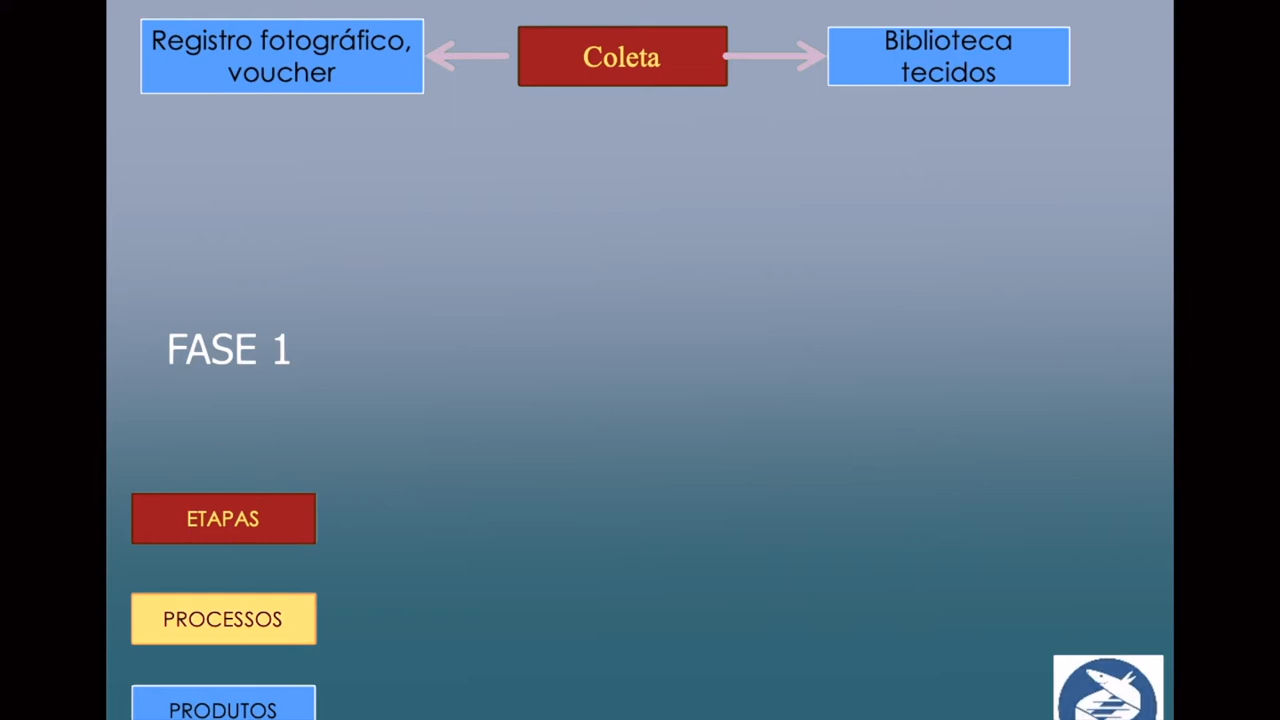 Registro fotográfico,
voucher
Coleta
Biblioteca
tecidos
FASE 1
ETAPAS
PROCESSOS
PRODUTOS